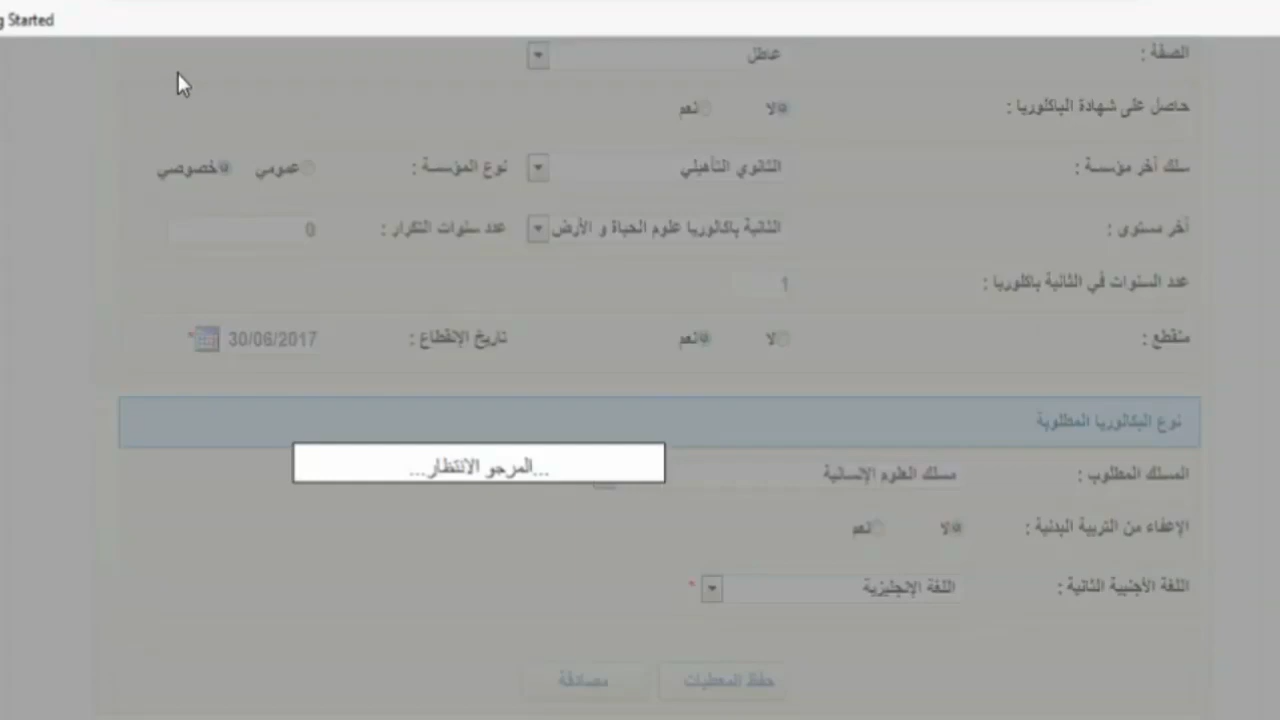 g Started
الصفة : عاطل
حاصل على شهادة الباكلوريا : لا نعم
سلك آخر مؤسسة : الثانوي التأهيلي نوع المؤسسة : عمومي خصوصي
آخر مستوى : الثانية باكالوريا علوم الحياة و الأرض عدد سنوات التكرار : 0
عدد السنوات في الثانية باكلوريا : 1
منقطع : لا نعم تاريخ الإنقطاع : 30/06/2017 *
نوع البكالوريا المطلوبة
...المرجو الانتظار...
المسلك المطلوب : مسلك العلوم الإنسانية
الإعفاء من التربية البدنية : لا نعم
اللغة الأجنبية الثانية : اللغة الإنجليزية *
حفظ المعطيات مصادقة